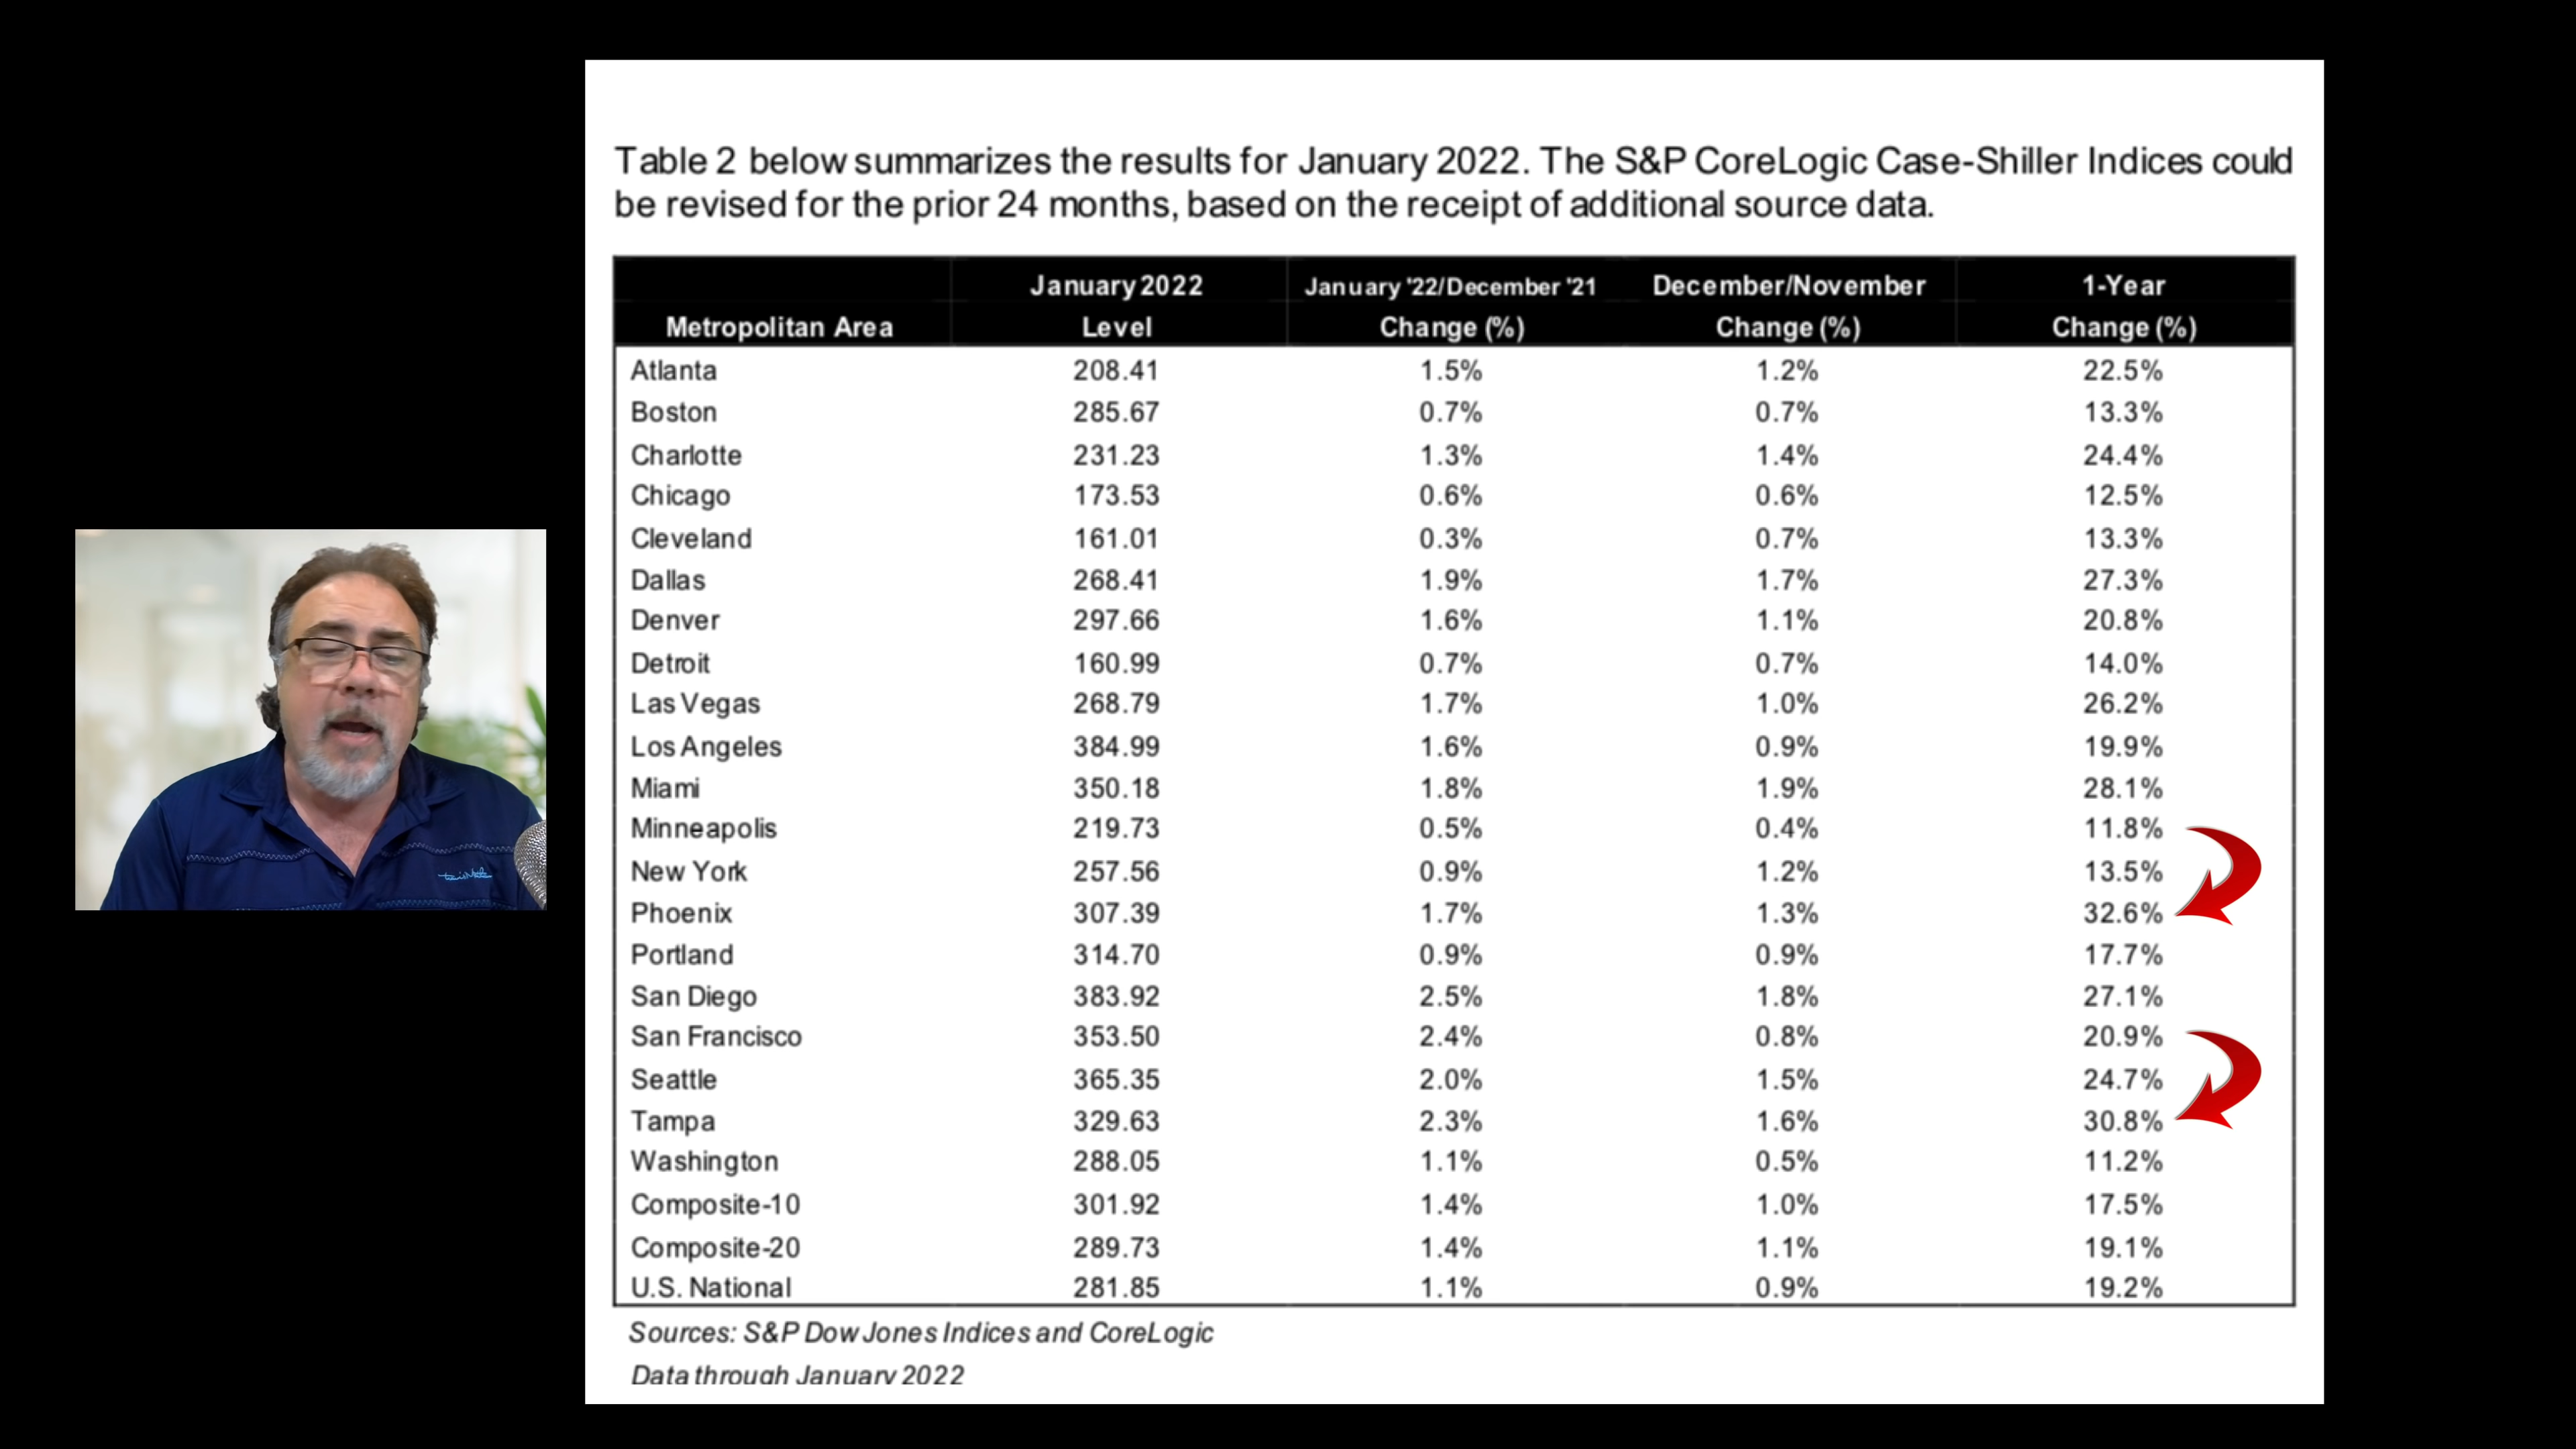 Table 2 below summarizes the results for January 2022. The S&P CoreLogic Case-Shiller Indices could
be revised for the prior 24 months, based on the receipt of additional source data.
January 2022 January '22/December '21 December/November 1-Year
Metropolitan Area Level Change (%) Change (%) Change (%)
Atlanta 208.41 1.5% 1.2% 22.5%
Boston 285.67 0.7% 0.7% 13.3%
Charlotte 231.23 1.3% 1.4% 24.4%
Chicago 173.53 0.6% 0.6% 12.5%
Cleveland 161.01 0.3% 0.7% 13.3%
Dallas 268.41 1.9% 1.7% 27.3%
Denver 297.66 1.6% 1.1% 20.8%
Detroit 160.99 0.7% 0.7% 14.0%
Las Vegas 268.79 1.7% 1.0% 26.2%
Los Angeles 384.99 1.6% 0.9% 19.9%
Miami 350.18 1.8% 1.9% 28.1%
Minneapolis 219.73 0.5% 0.4% 11.8%
New York 257.56 0.9% 1.2% 13.5%
Phoenix 307.39 1.7% 1.3% 32.6%
Portland 314.70 0.9% 0.9% 17.7%
San Diego 383.92 2.5% 1.8% 27.1%
San Francisco 353.50 2.4% 0.8% 20.9%
Seattle 365.35 2.0% 1.5% 24.7%
Tampa 329.63 2.3% 1.6% 30.8%
Washington 288.05 1.1% 0.5% 11.2%
Composite-10 301.92 1.4% 1.0% 17.5%
Composite-20 289.73 1.4% 1.1% 19.1%
U.S. National 281.85 1.1% 0.9% 19.2%
Sources: S&P Dow Jones Indices and CoreLogic
Data through January 2022